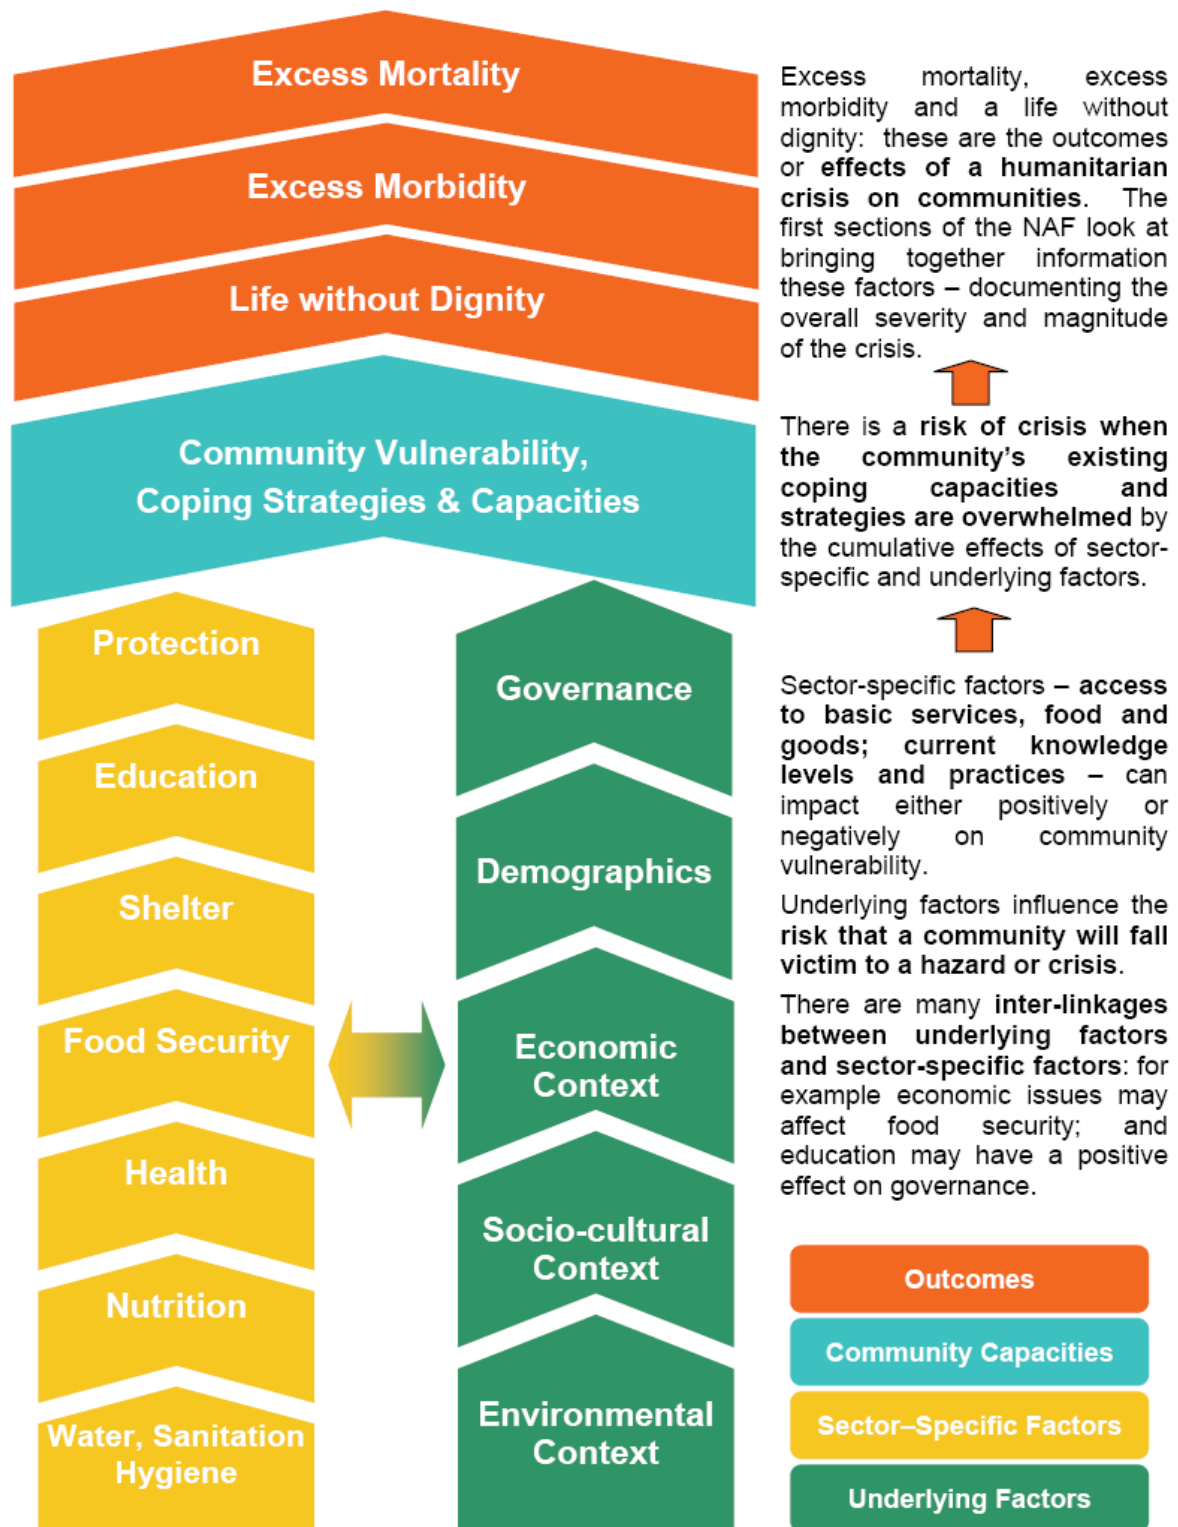 Excess Mortality
Excess Morbidity
Life without Dignity
Community Vulnerability,
Coping Strategies & Capacities
Protection
Education
Shelter
Food Security
Health
Nutrition
Water, Sanitation
Hygiene
Governance
Demographics
Economic
Context
Socio-cultural
Context
Environmental
Context
Excess mortality, excess
morbidity and a life without
dignity: these are the outcomes
or effects of a humanitarian
crisis on communities. The
first sections of the NAF look at
bringing together information
these factors – documenting the
overall severity and magnitude
of the crisis.
There is a risk of crisis when
the community's existing
coping capacities and
strategies are overwhelmed by
the cumulative effects of sector-
specific and underlying factors.
Sector-specific factors – access
to basic services, food and
goods; current knowledge
levels and practices – can
impact either positively or
negatively on community
vulnerability.
Underlying factors influence the
risk that a community will fall
victim to a hazard or crisis.
There are many inter-linkages
between underlying factors
and sector-specific factors: for
example economic issues may
affect food security; and
education may have a positive
effect on governance.
Outcomes
Community Capacities
Sector–Specific Factors
Underlying Factors